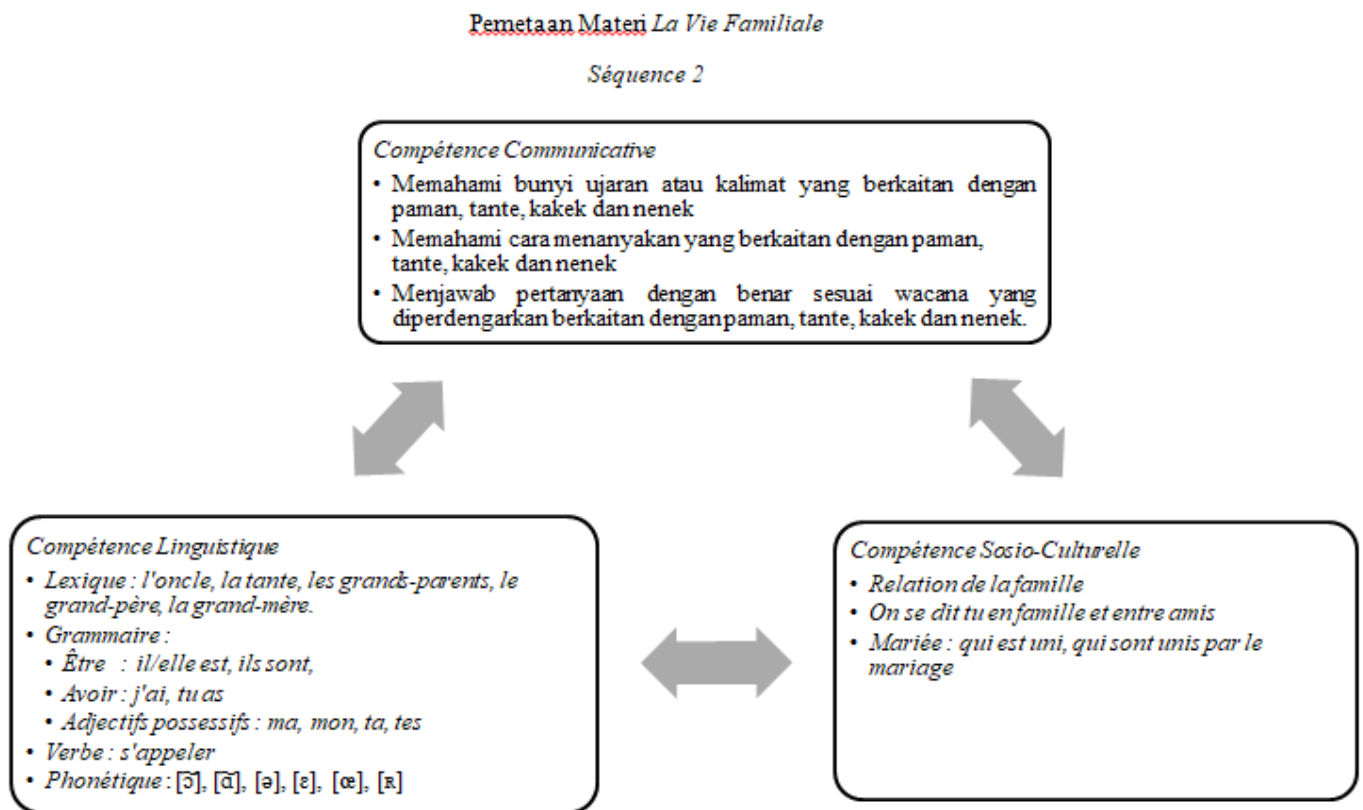 Pemetaan Materi La Vie Familiale
Séquence 2
Compétence Communicative
• Memahami bunyi ujaran atau kalimat yang berkaitan dengan
paman, tante, kakek dan nenek
• Memahami cara menanyakan yang berkaitan dengan paman,
tante, kakek dan nenek
• Menjawab pertanyaan dengan benar sesuai wacana yang
diperdengarkan berkaitan dengan paman, tante, kakek dan nenek.
Compétence Linguistique
• Lexique : l'oncle, la tante, les grands-parents, le
grand-père, la grand-mère.
• Grammaire :
• Être : il/elle est, ils sont,
• Avoir : j'ai, tu as
• Adjectifs possessifs : ma, mon, ta, tes
• Verbe : s'appeler
• Phonétique : [ɔ̃], [ɑ̃], [ə], [ɛ], [œ], [ʀ]
Compétence Sosio-Culturelle
• Relation de la famille
• On se dit tu en famille et entre amis
• Mariée : qui est uni, qui sont unis par le
mariage